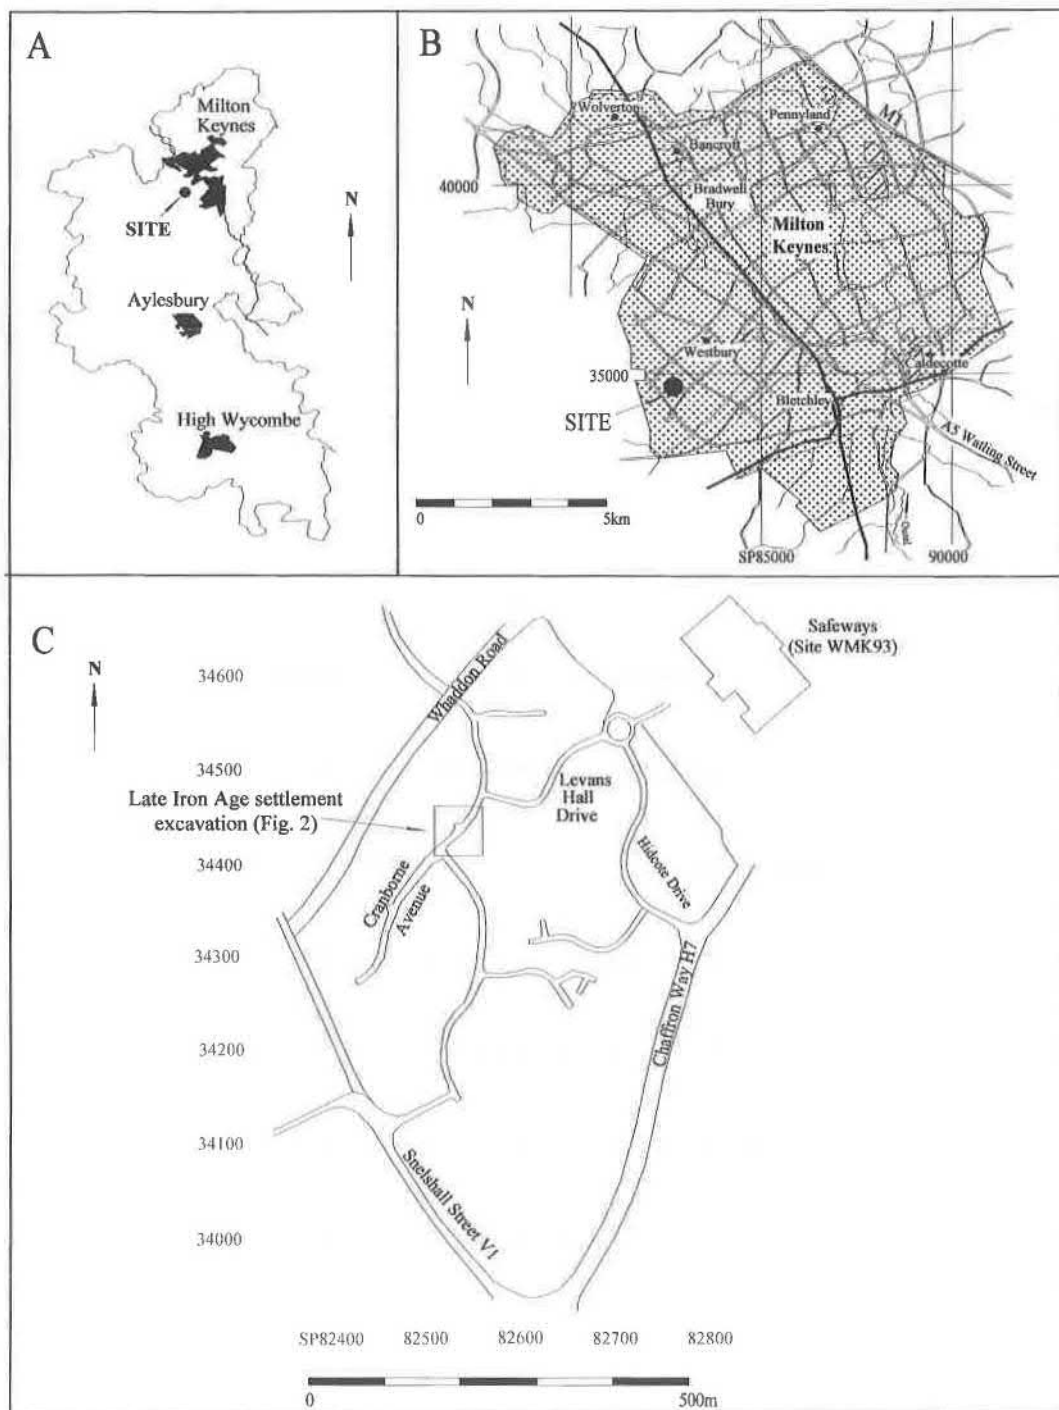 A
Milton
Keynes
SITE
N
Aylesbury
High Wycombe
B
Wolverton
Pennyland
M1
Bancroft
40000
Bradwell
Bury
Milton
Keynes
N
Westbury
Caldecotte
35000
SITE
Bletchley
A5 Watling Street
0
5km
Ouzel
SP85000
90000
C
N
Safeways
(Site WMK93)
34600
Whaddon Road
34500
Levans
Hall
Drive
Late Iron Age settlement
excavation (Fig. 2)
34400
Hidcote Drive
Cranborne
Avenue
34300
Chaffron Way H7
34200
34100
Snelshall Street V1
34000
SP82400
82500
82600
82700
82800
0
500m